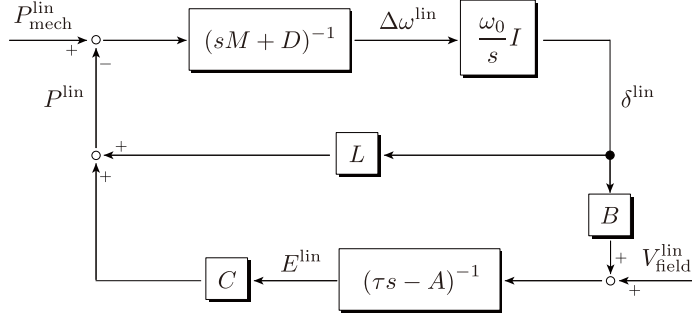 P^lin_mech
+
−
(sM + D)^−1
Δω^lin
ω_0/s I
P^lin
δ^lin
+
L
+
B
E^lin
+
V^lin_field
C
(τs − A)^−1
+